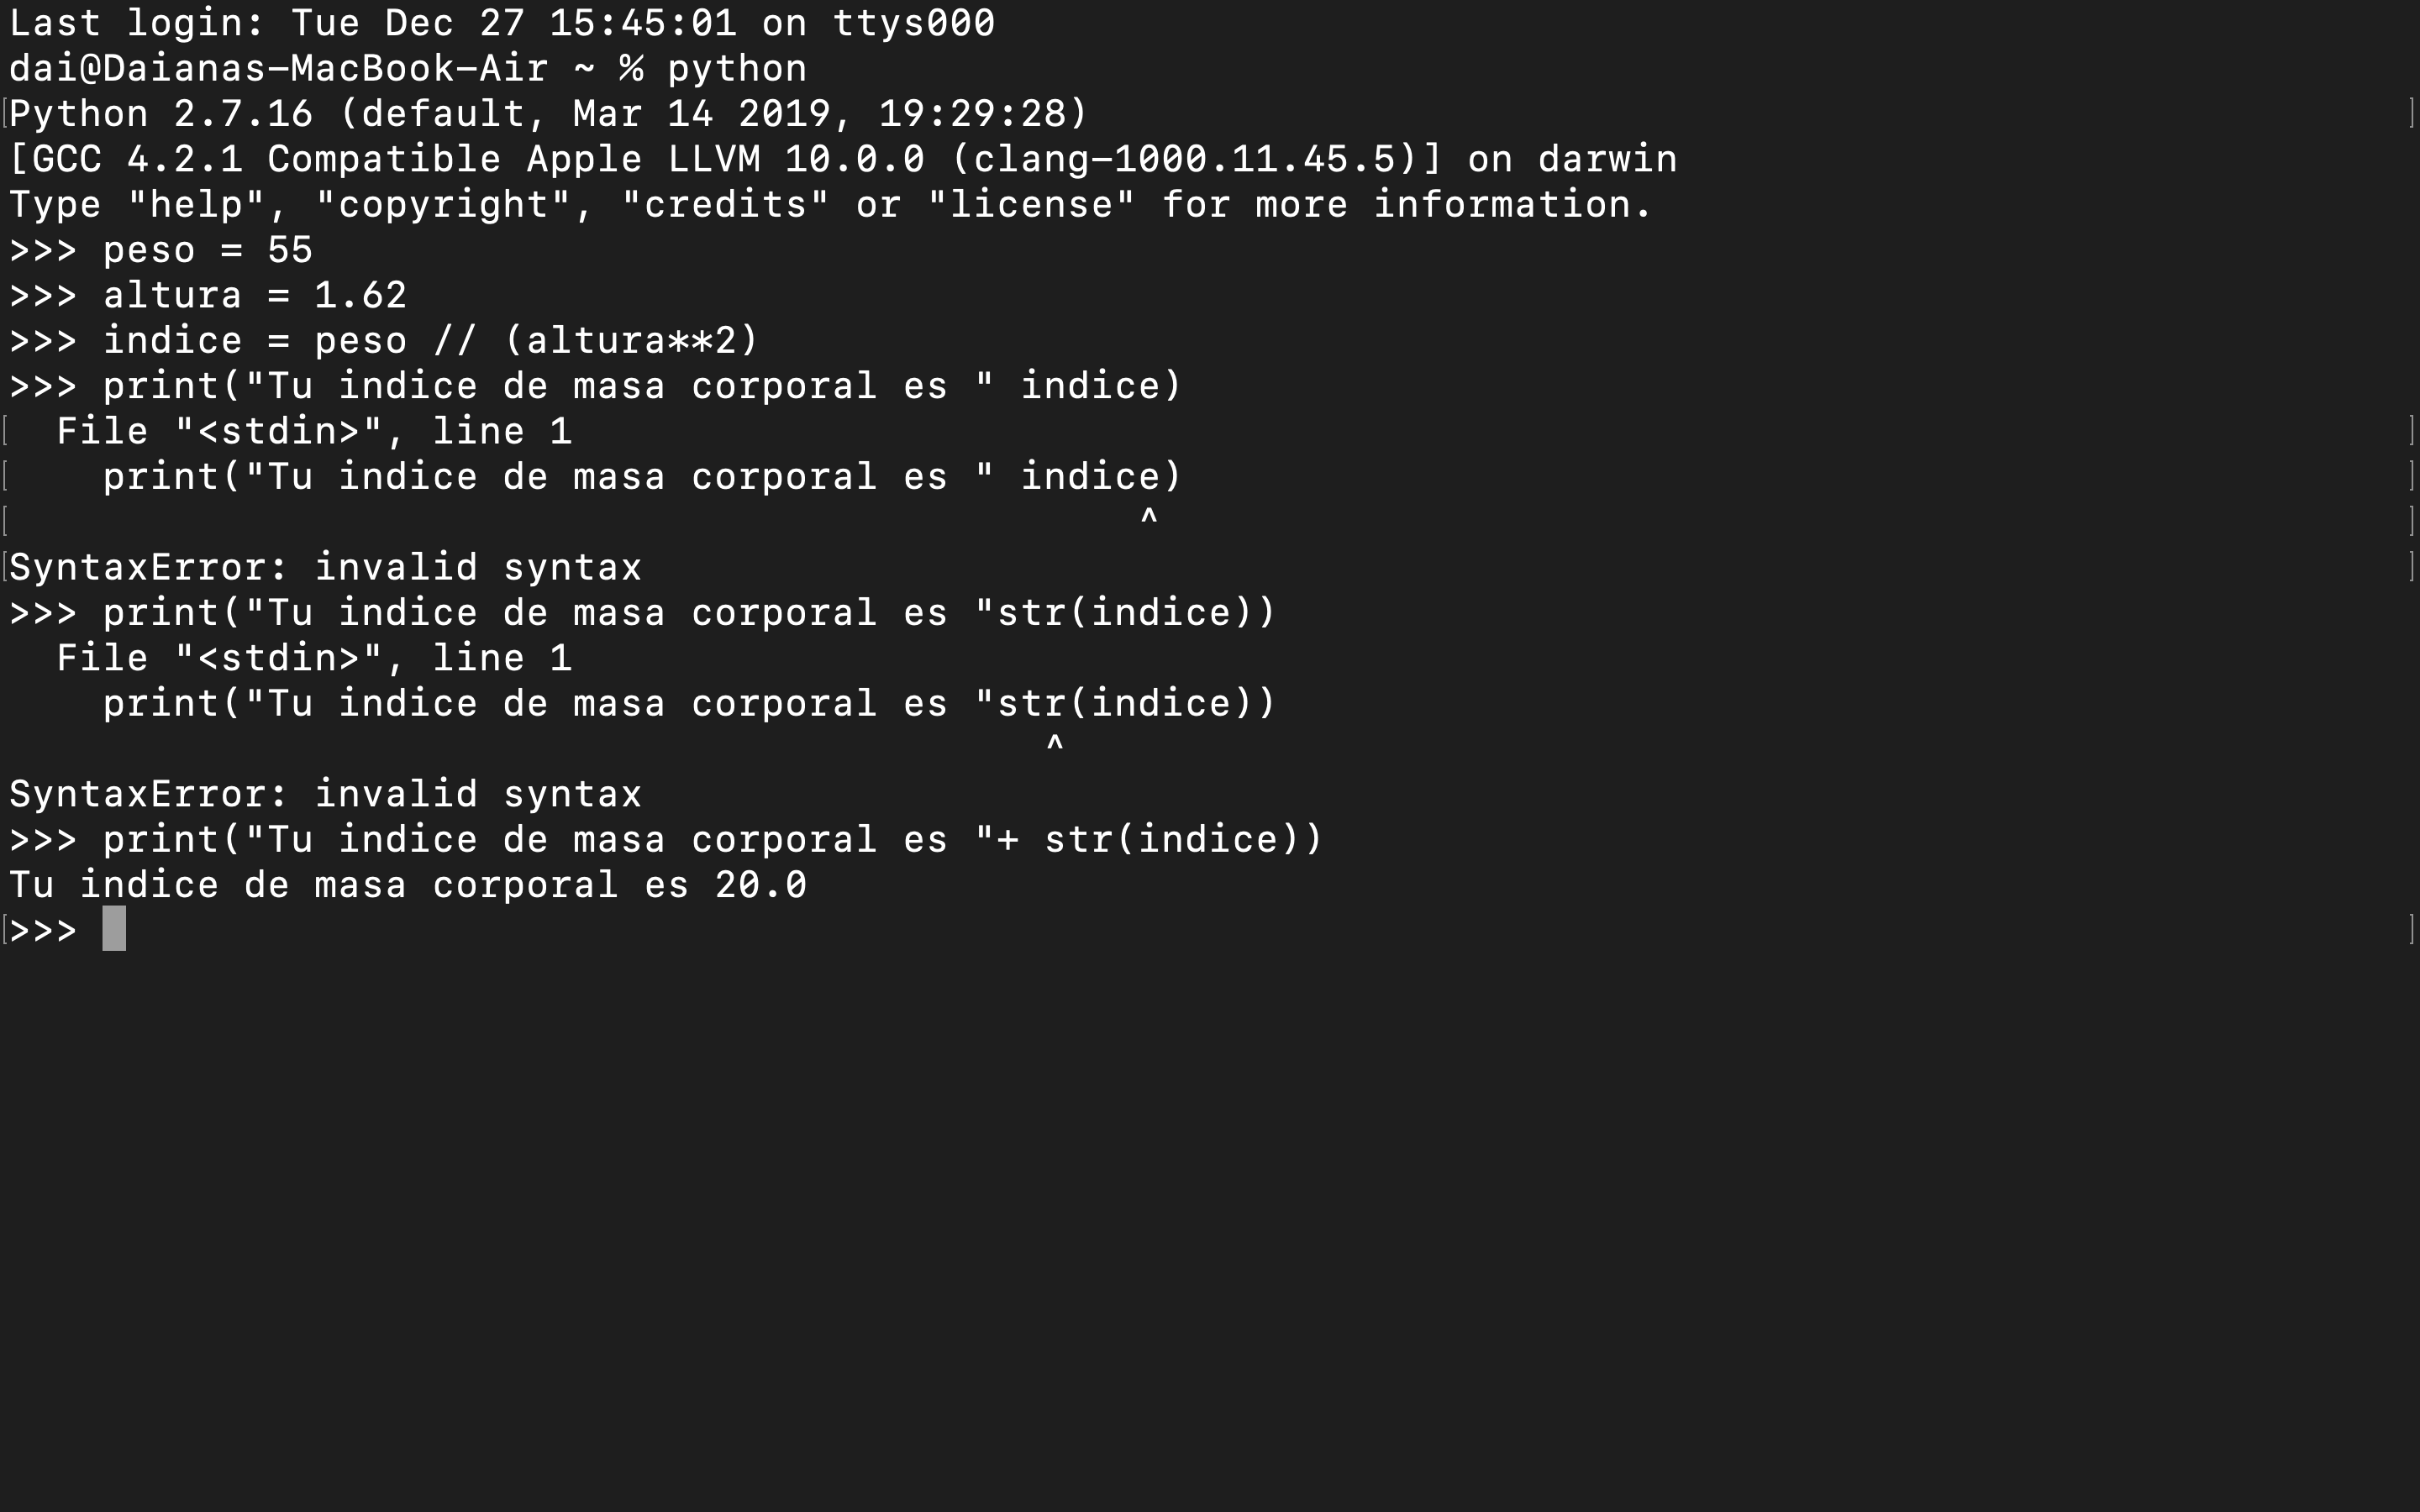 Last login: Tue Dec 27 15:45:01 on ttys000
dai@Daianas-MacBook-Air ~ % python
Python 2.7.16 (default, Mar 14 2019, 19:29:28)
[GCC 4.2.1 Compatible Apple LLVM 10.0.0 (clang-1000.11.45.5)] on darwin
Type "help", "copyright", "credits" or "license" for more information.
>>> peso = 55
>>> altura = 1.62
>>> indice = peso // (altura**2)
>>> print("Tu indice de masa corporal es " indice)
  File "<stdin>", line 1
    print("Tu indice de masa corporal es " indice)
                                                ^
SyntaxError: invalid syntax
>>> print("Tu indice de masa corporal es "str(indice))
  File "<stdin>", line 1
    print("Tu indice de masa corporal es "str(indice))
                                            ^
SyntaxError: invalid syntax
>>> print("Tu indice de masa corporal es "+ str(indice))
Tu indice de masa corporal es 20.0
>>>